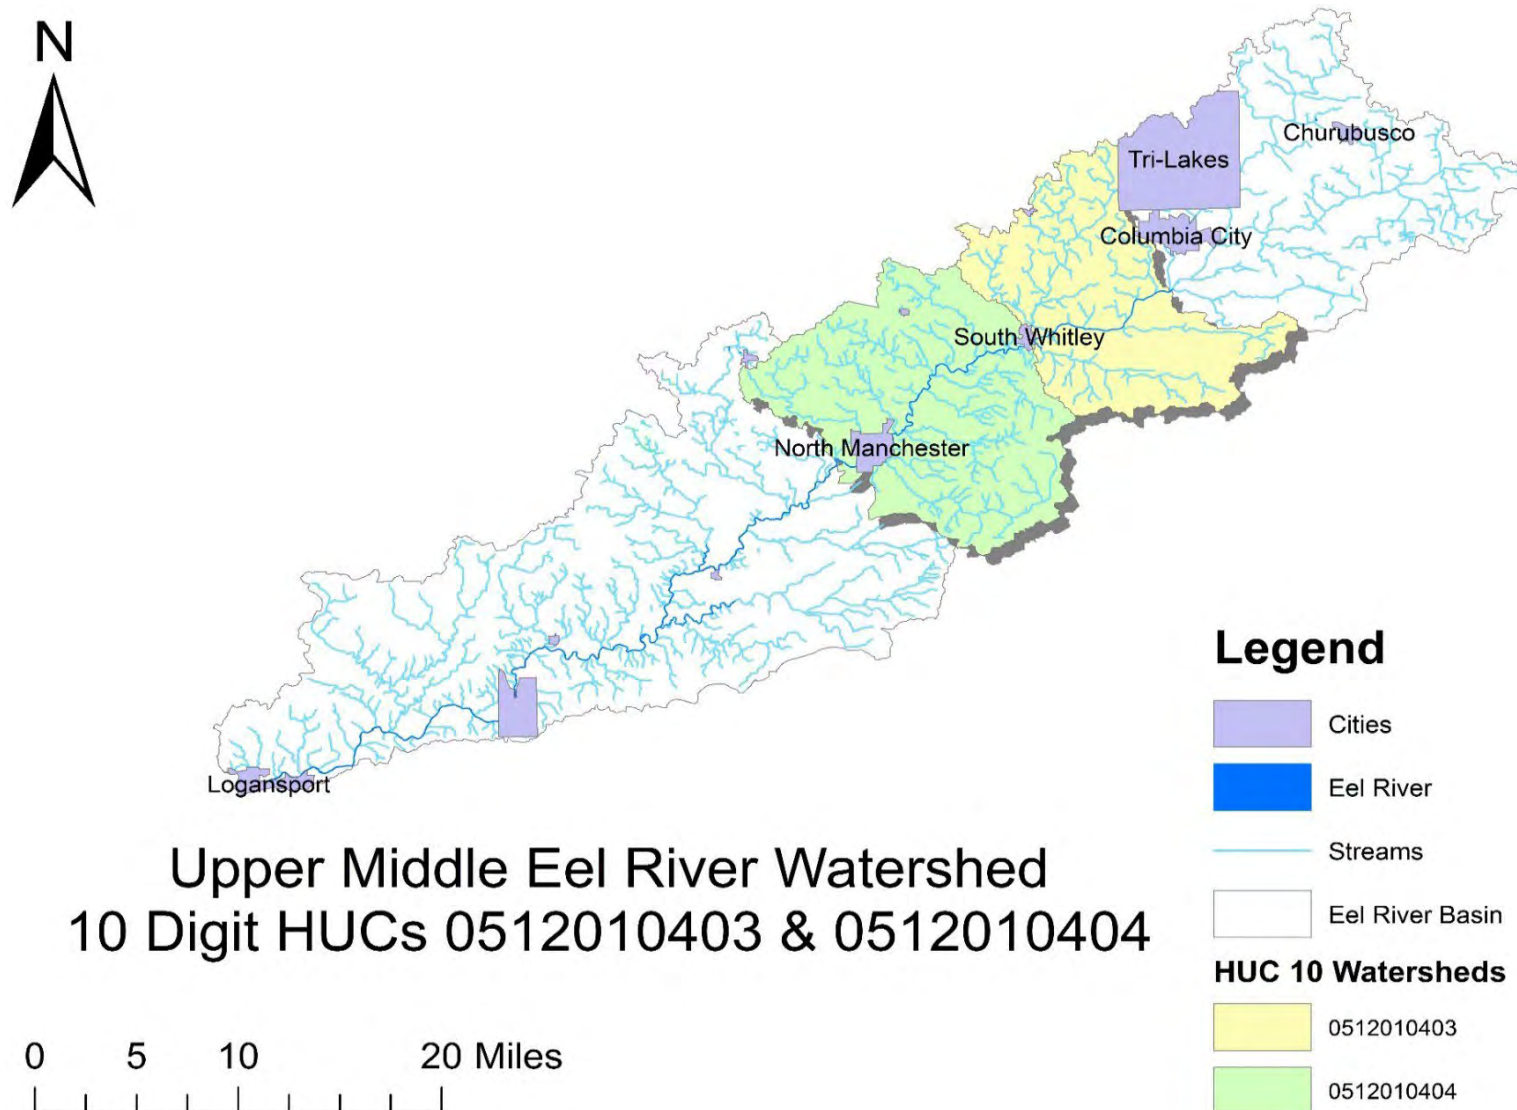 N
Churubusco
Tri-Lakes
Columbia City
South Whitley
North Manchester
Logansport
Legend
Cities
Eel River
Streams
Eel River Basin
HUC 10 Watersheds
0512010403
0512010404
Upper Middle Eel River Watershed
10 Digit HUCs 0512010403 & 0512010404
0 5 10 20 Miles